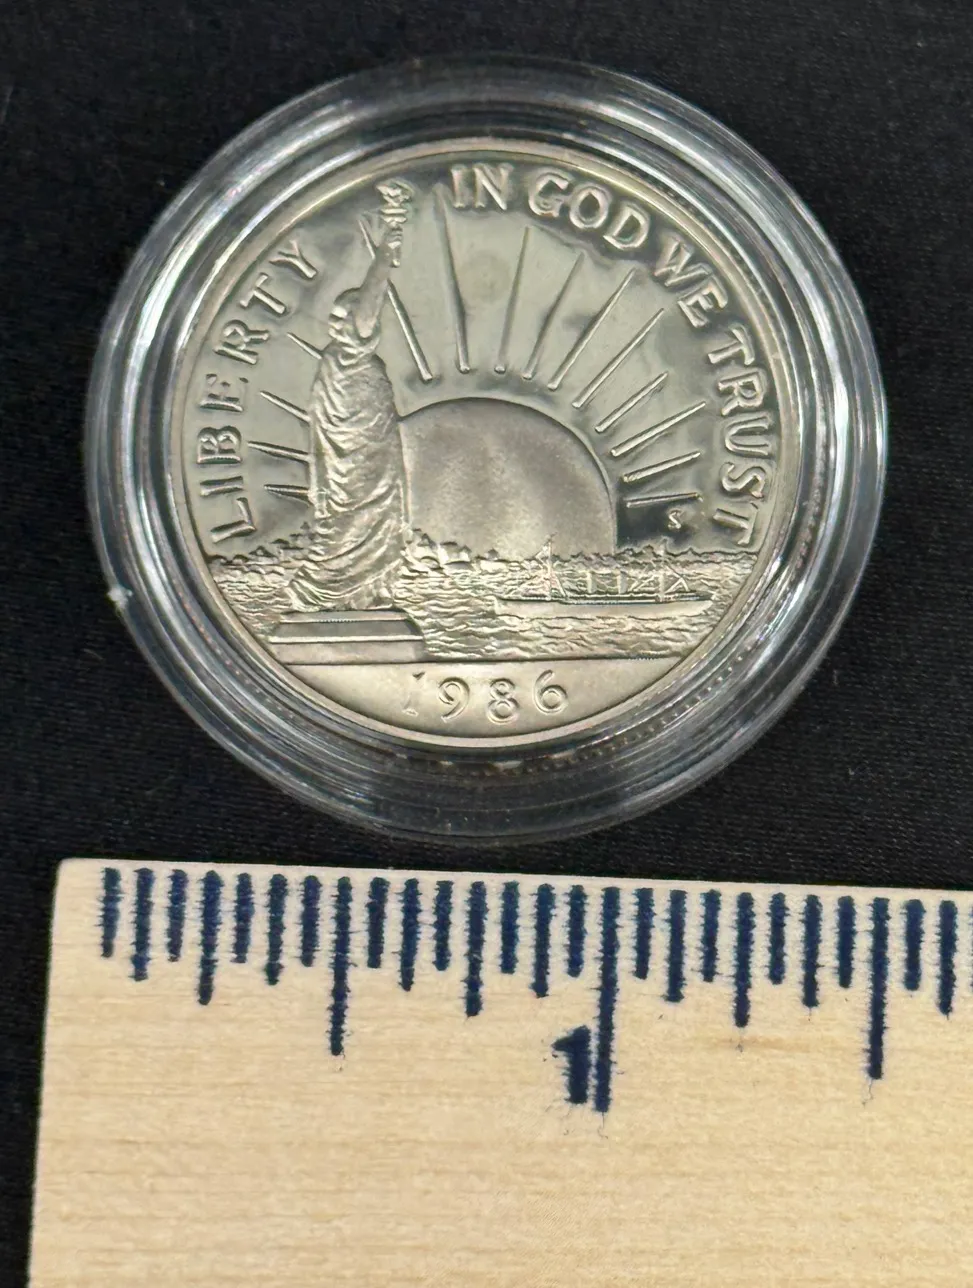 LIBERTY
IN GOD WE TRUST
S
1986
1